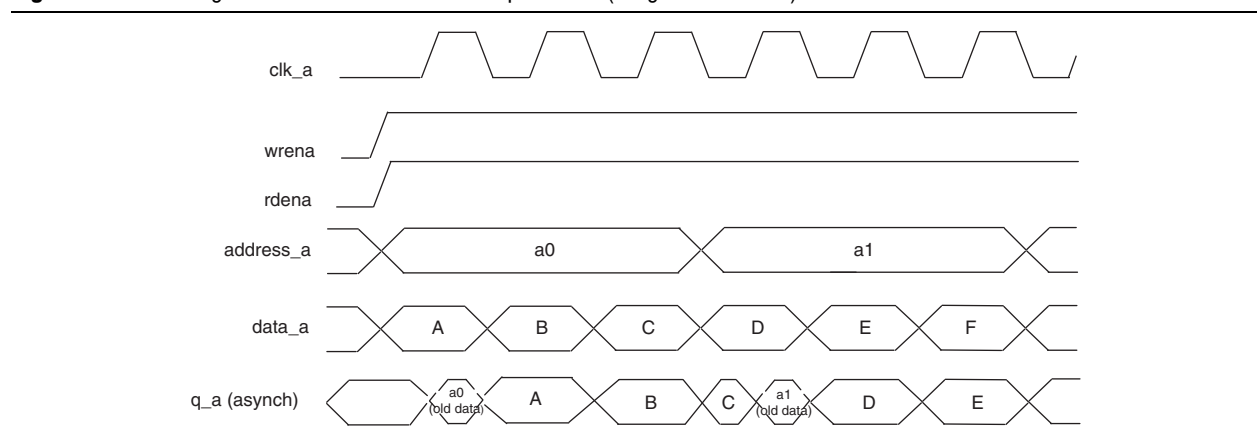 clk_a
wrena
rdena
address_a a0 a1
data_a A B C D E F
q_a (asynch) a0 (old data) A B C a1 (old data) D E